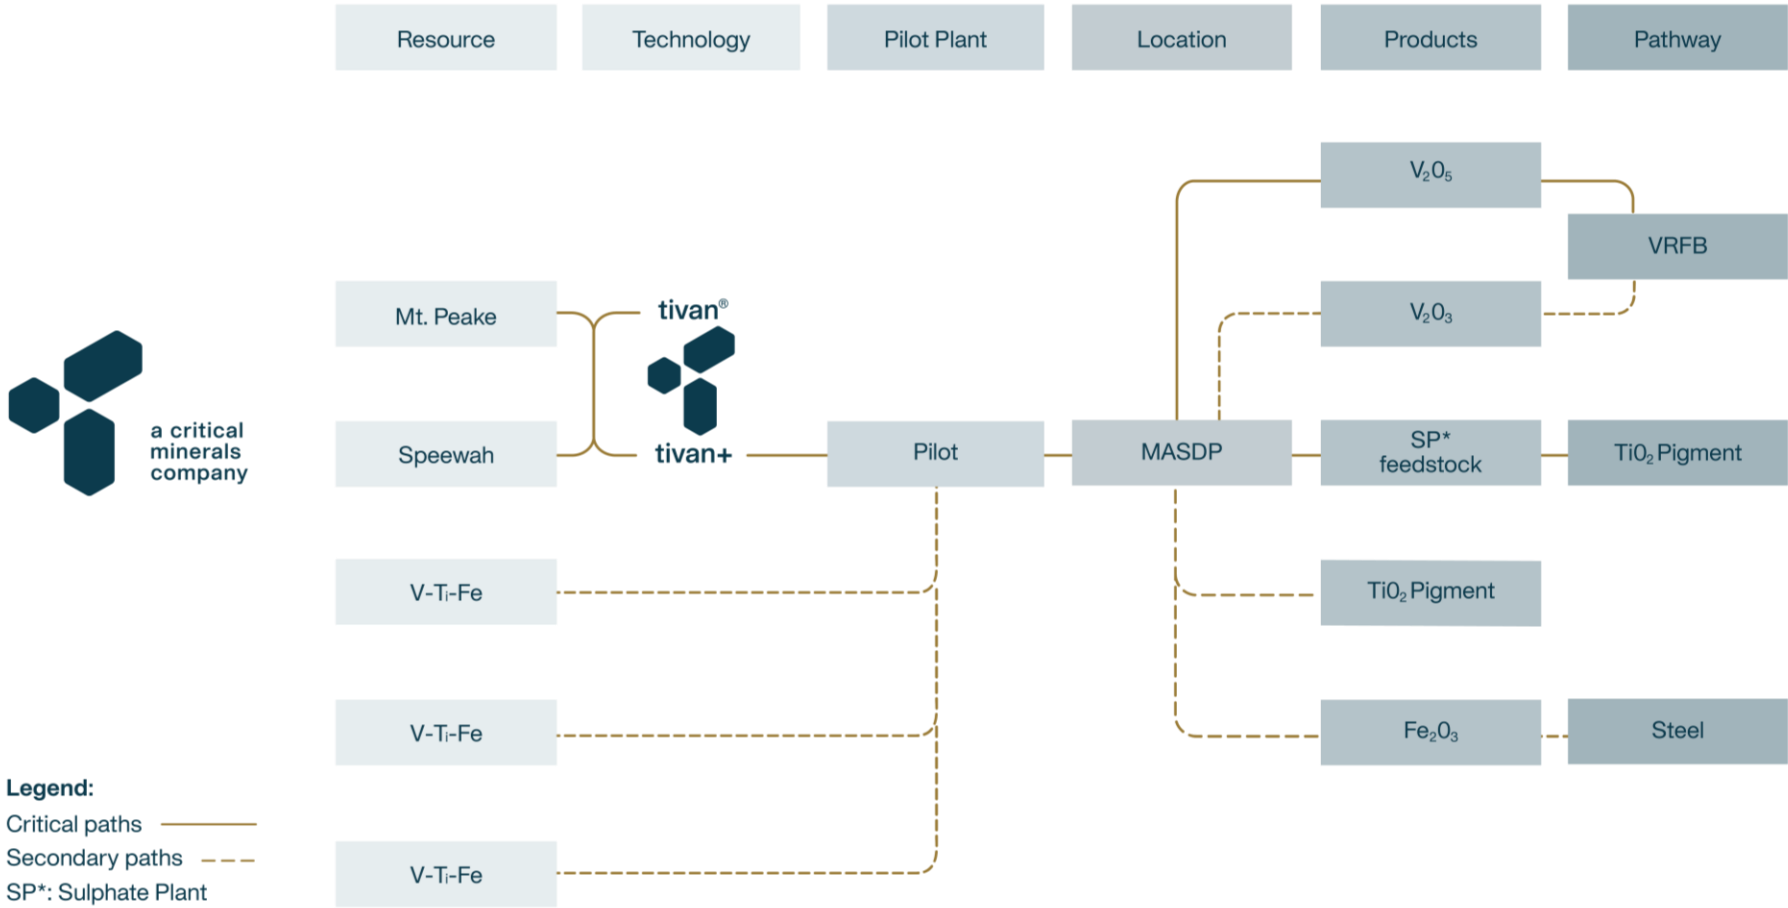 Resource
Technology
Pilot Plant
Location
Products
Pathway
V₂O₅
VRFB
Mt. Peake
tivan®
V₂O₃
a critical
minerals
company
Speewah
tivan+
Pilot
MASDP
SP*
feedstock
TiO₂ Pigment
V-Ti-Fe
TiO₂ Pigment
V-Ti-Fe
Fe₂O₃
Steel
V-Ti-Fe
Legend:
Critical paths
Secondary paths
SP*: Sulphate Plant